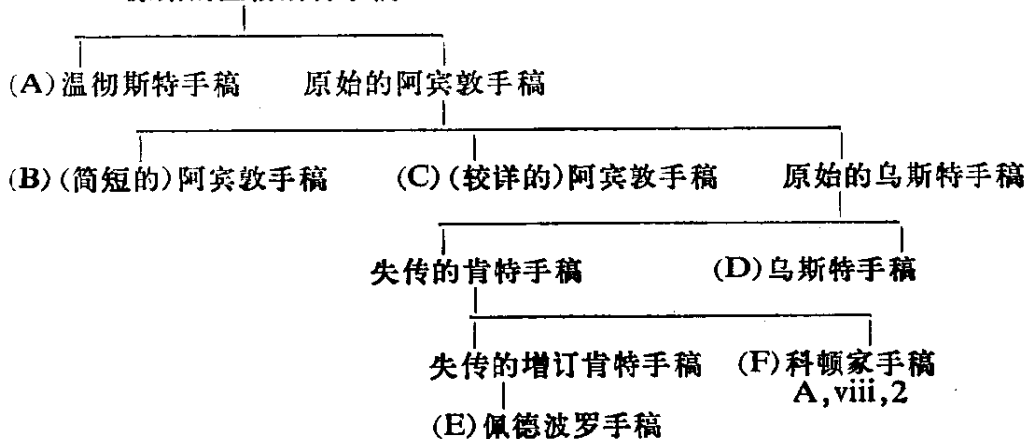 (A)温彻斯特手稿 原始的阿宾敦手稿
(B)(简短的)阿宾敦手稿 (C)(较详的)阿宾敦手稿 原始的乌斯特手稿
失传的肯特手稿 (D)乌斯特手稿
失传的增订肯特手稿 (F)科顿家手稿
A,viii,2
(E)佩德波罗手稿